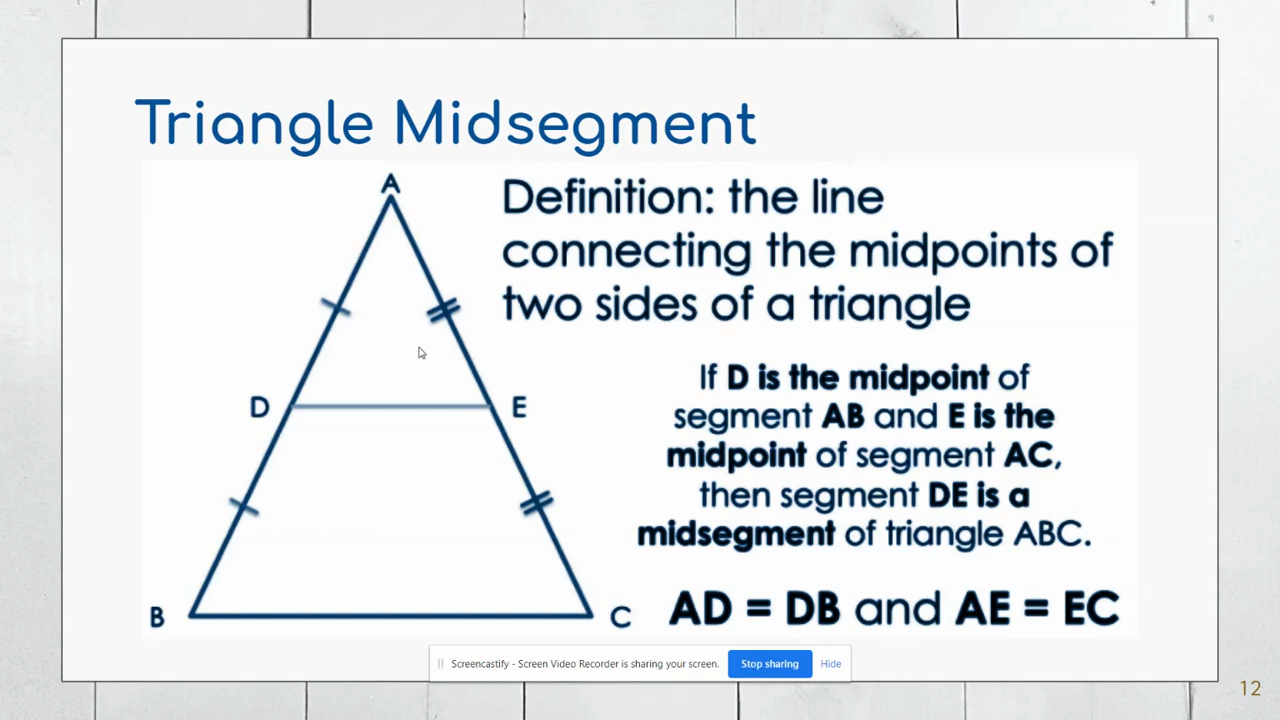 Triangle Midsegment
A
Definition: the line
connecting the midpoints of
two sides of a triangle
D
E
If D is the midpoint of
segment AB and E is the
midpoint of segment AC,
then segment DE is a
midsegment of triangle ABC.
B
C
AD = DB and AE = EC
Screencastify - Screen Video Recorder is sharing your screen. Stop sharing Hide
12